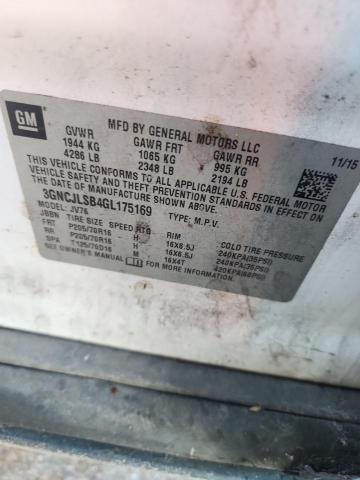 GM
MFD BY GENERAL MOTORS LLC
GVWR GAWR FRT GAWR RR 11/15
1944 KG 1065 KG 995 KG
4286 LB 2348 LB 2194 LB
THIS VEHICLE CONFORMS TO ALL APPLICABLE U.S. FEDERAL MOTOR
VEHICLE SAFETY AND THEFT PREVENTION STANDARDS IN EFFECT ON THE
DATE OF MANUFACTURE SHOWN ABOVE.
3GNCJLSB4GL175169 TYPE: M.P.V.
MODEL: JV76
JBBN TIRE SIZE SPEED RTG RIM COLD TIRE PRESSURE
FRT P205/70R16 H 16X6.5J 240KPA(35PSI)
RR P205/70R16 H 16X6.5J 240KPA(35PSI)
SPA T125/70D16 M 16X4T 420KPA(60PSI)
SEE OWNER'S MANUAL FOR MORE INFORMATION.